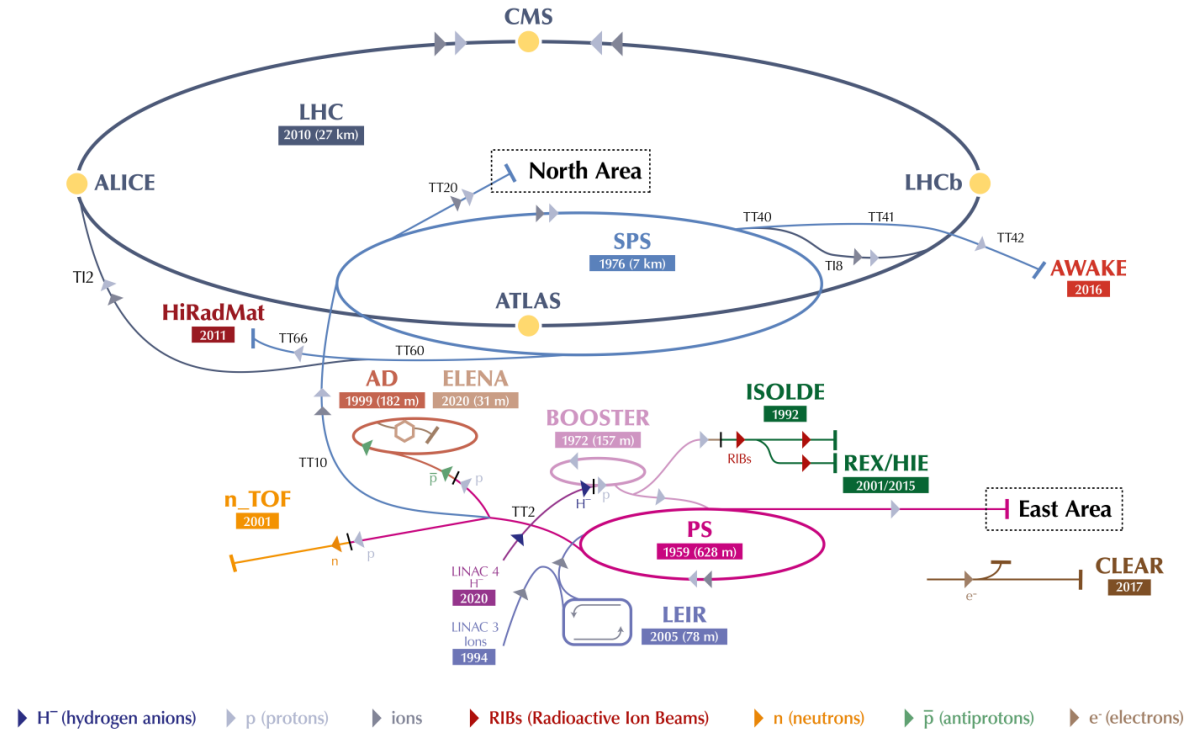 CMS
LHC
2010 (27 km)
ALICE
LHCb
North Area
TT20
TT40
TT41
TT42
SPS
1976 (7 km)
TI8
AWAKE
2016
TI2
ATLAS
HiRadMat
2011
TT66
TT60
AD
1999 (182 m)
ELENA
2020 (31 m)
ISOLDE
1992
BOOSTER
1972 (157 m)
RIBs
REX/HIE
2001/2015
TT10
p̅
p
H⁻
p
n_TOF
2001
TT2
East Area
PS
1959 (628 m)
n
p
LINAC 4
H⁻
2020
CLEAR
2017
e⁻
LINAC 3
Ions
1994
LEIR
2005 (78 m)
H⁻ (hydrogen anions)
p (protons)
ions
RIBs (Radioactive Ion Beams)
n (neutrons)
p̅ (antiprotons)
e⁻ (electrons)